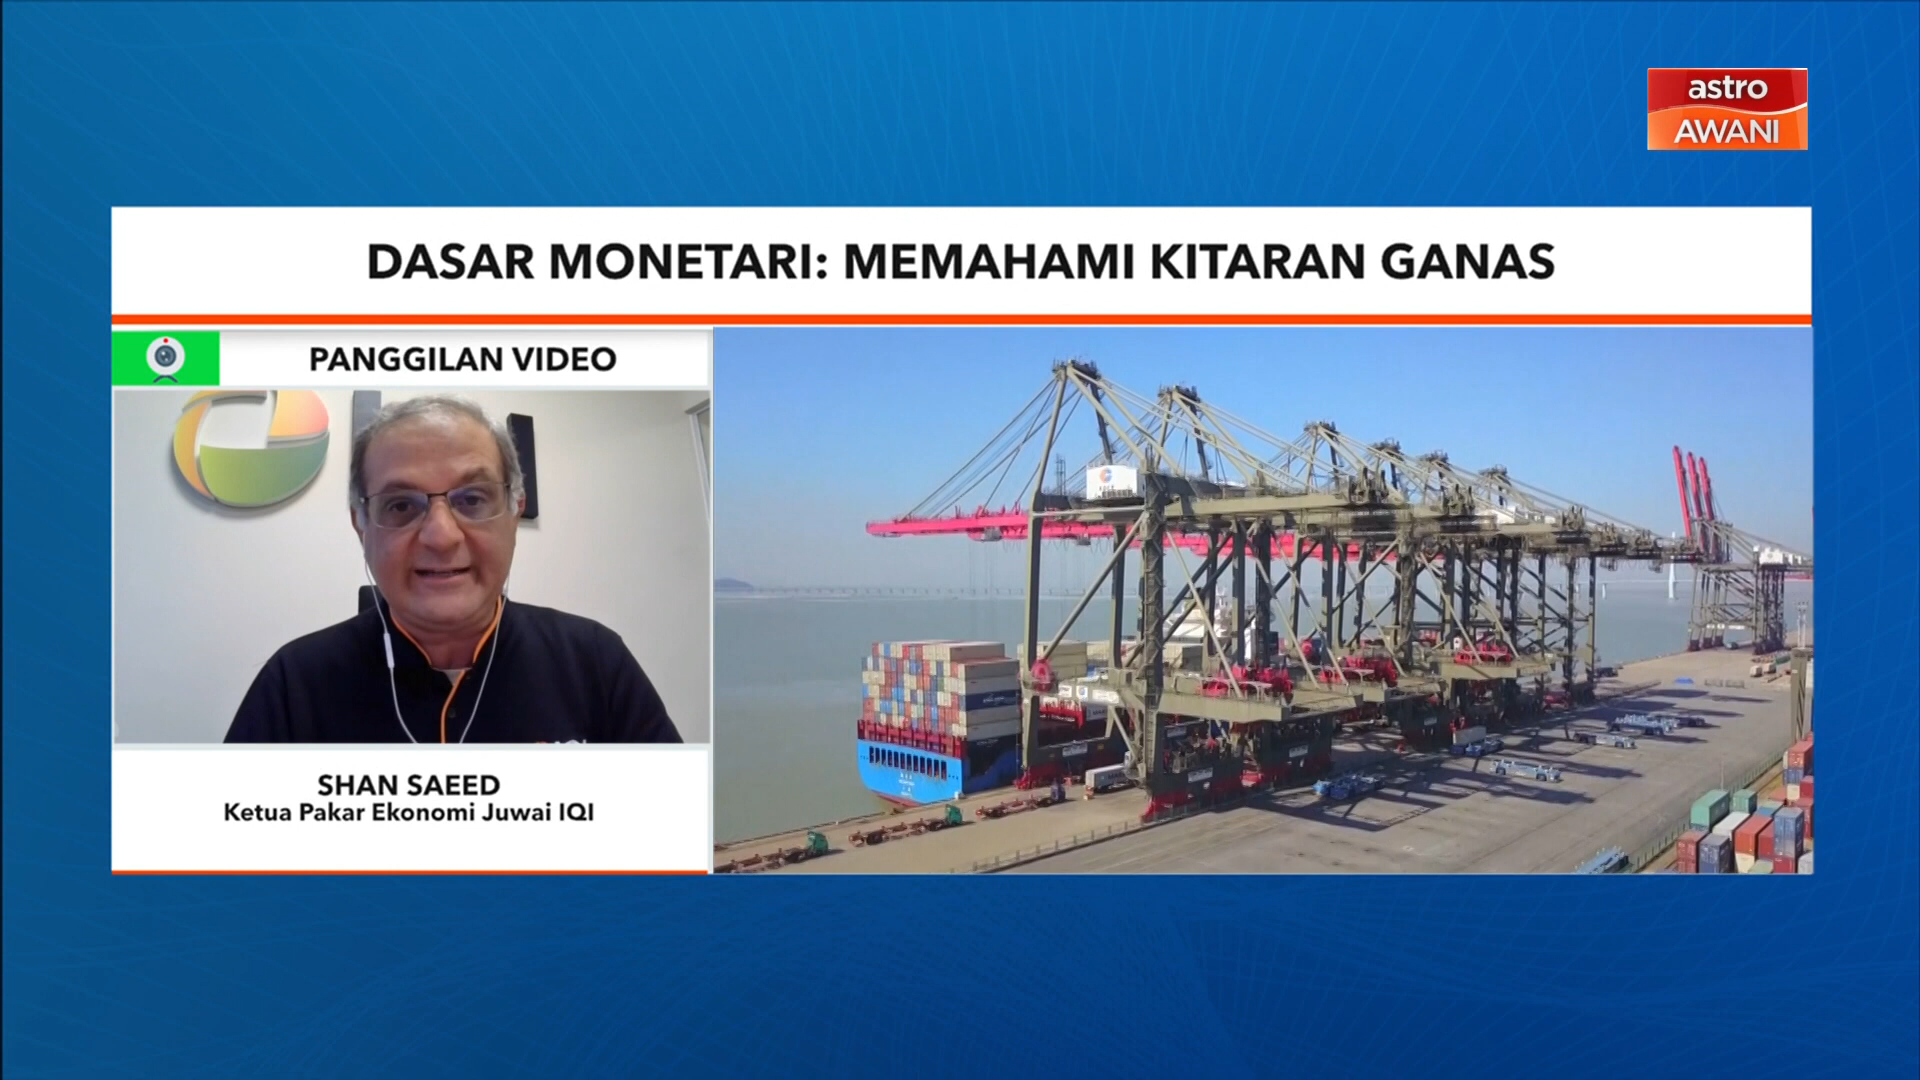 astro
AWANI
DASAR MONETARI: MEMAHAMI KITARAN GANAS
PANGGILAN VIDEO
SHAN SAEED
Ketua Pakar Ekonomi Juwai IQI